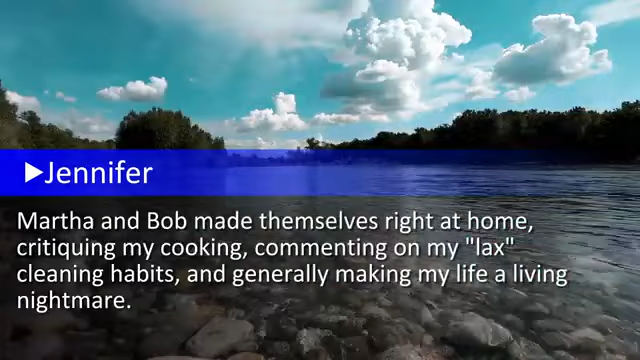 ▶Jennifer
Martha and Bob made themselves right at home,
critiquing my cooking, commenting on my "lax"
cleaning habits, and generally making my life a living
nightmare.